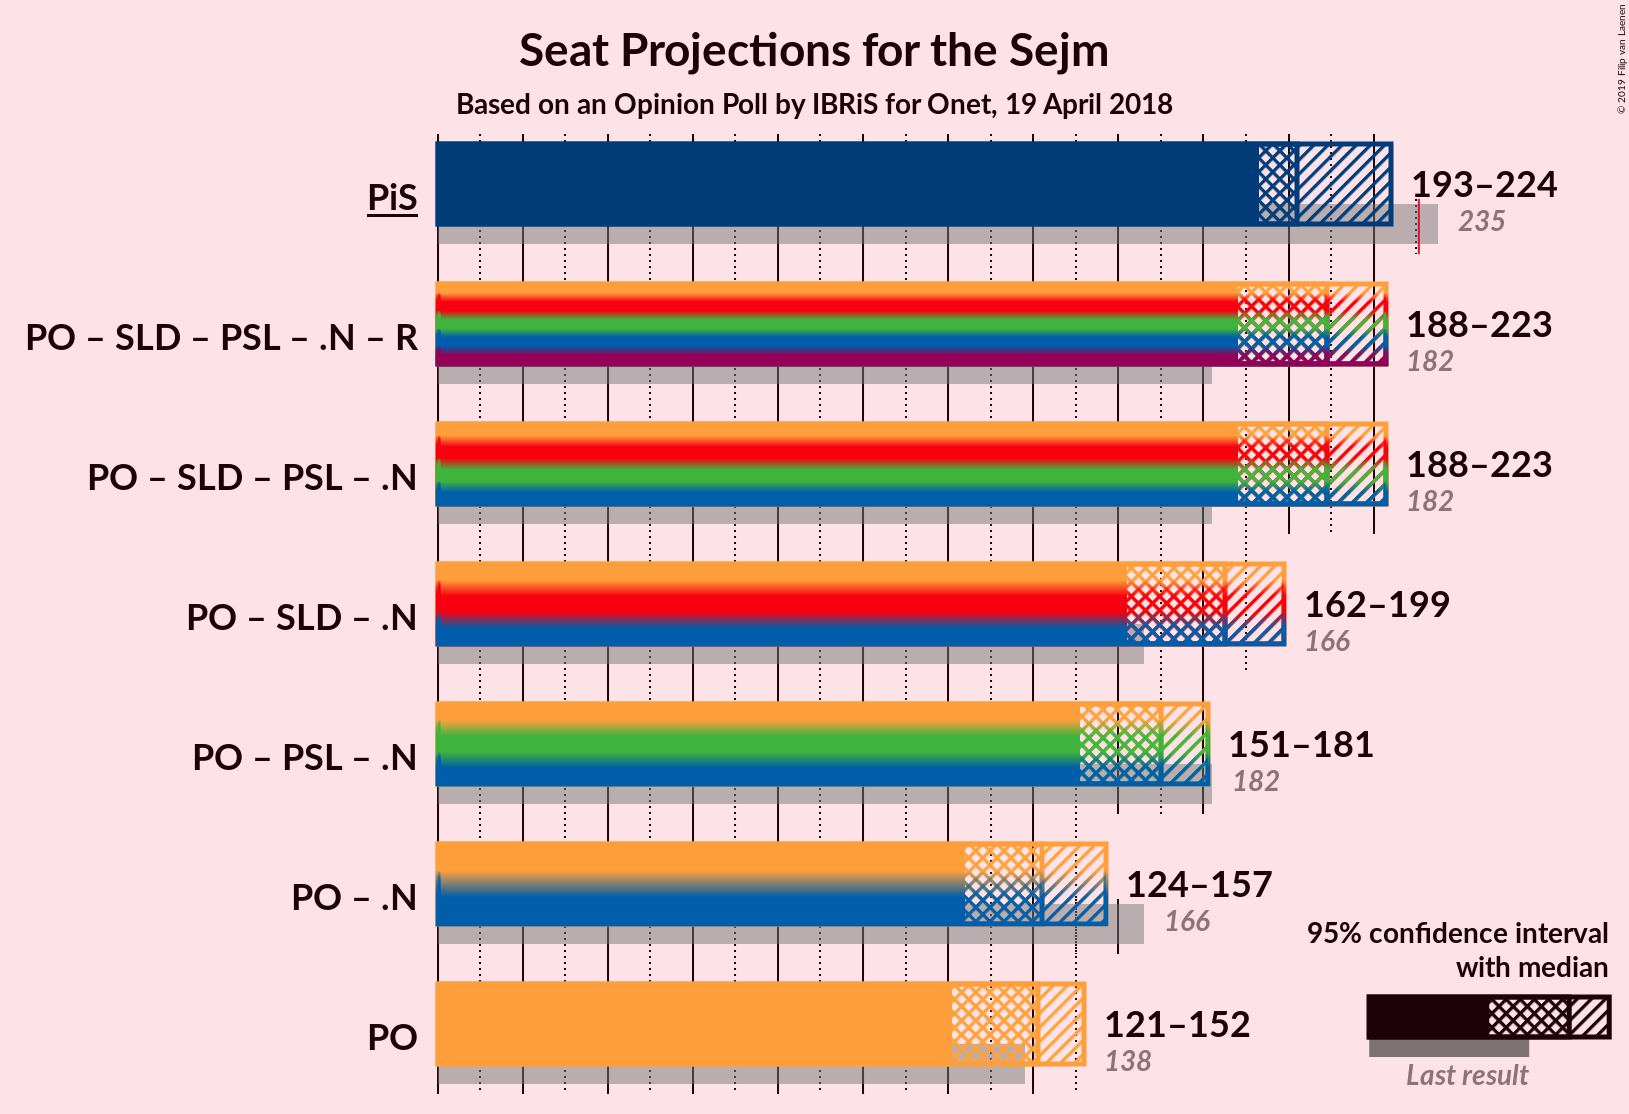 Seat Projections for the Sejm
Based on an Opinion Poll by IBRiS for Onet, 19 April 2018
© 2019 Filip van Laenen
PiS
193–224
235
PO – SLD – PSL – .N – R
188–223
182
PO – SLD – PSL – .N
188–223
182
PO – SLD – .N
162–199
166
PO – PSL – .N
151–181
182
PO – .N
124–157
166
PO
121–152
138
95% confidence interval
with median
Last result